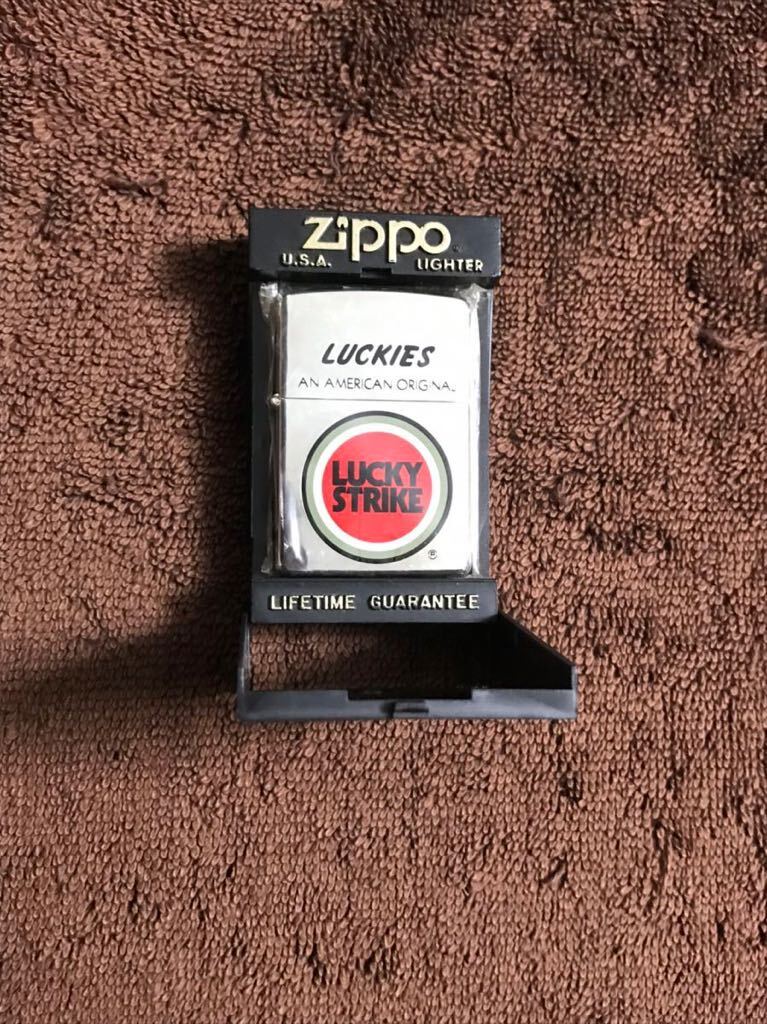 Zippo
U.S.A. LIGHTER
LUCKIES
AN AMERICAN ORIGINAL
LUCKY
STRIKE
®
LIFETIME GUARANTEE